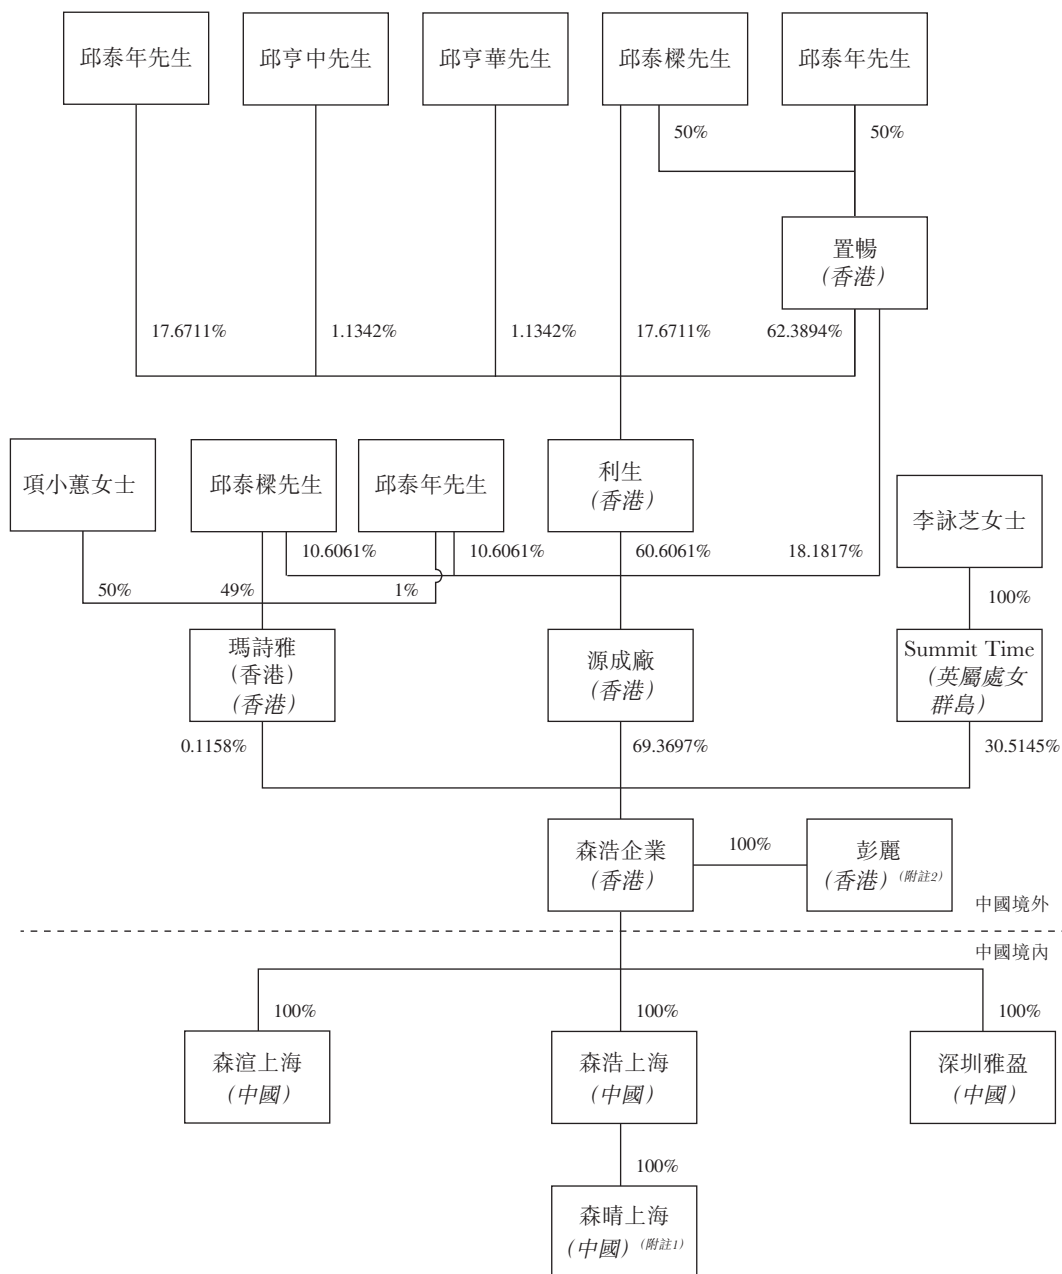 邱泰年先生
邱亨中先生
邱亨華先生
邱泰樑先生
邱泰年先生
50%
50%
置暢
(香港)
17.6711%
1.1342%
1.1342%
17.6711%
62.3894%
項小蕙女士
邱泰樑先生
邱泰年先生
利生
(香港)
李詠芝女士
10.6061%
10.6061%
60.6061%
18.1817%
50%
49%
1%
100%
瑪詩雅
(香港)
(香港)
源成廠
(香港)
Summit Time
(英屬處女
群島)
0.1158%
69.3697%
30.5145%
森浩企業
(香港)
100%
彭麗
(香港) (附註2)
中國境外
中國境內
100%
100%
100%
森渲上海
(中國)
森浩上海
(中國)
深圳雅盈
(中國)
100%
森晴上海
(中國) (附註1)